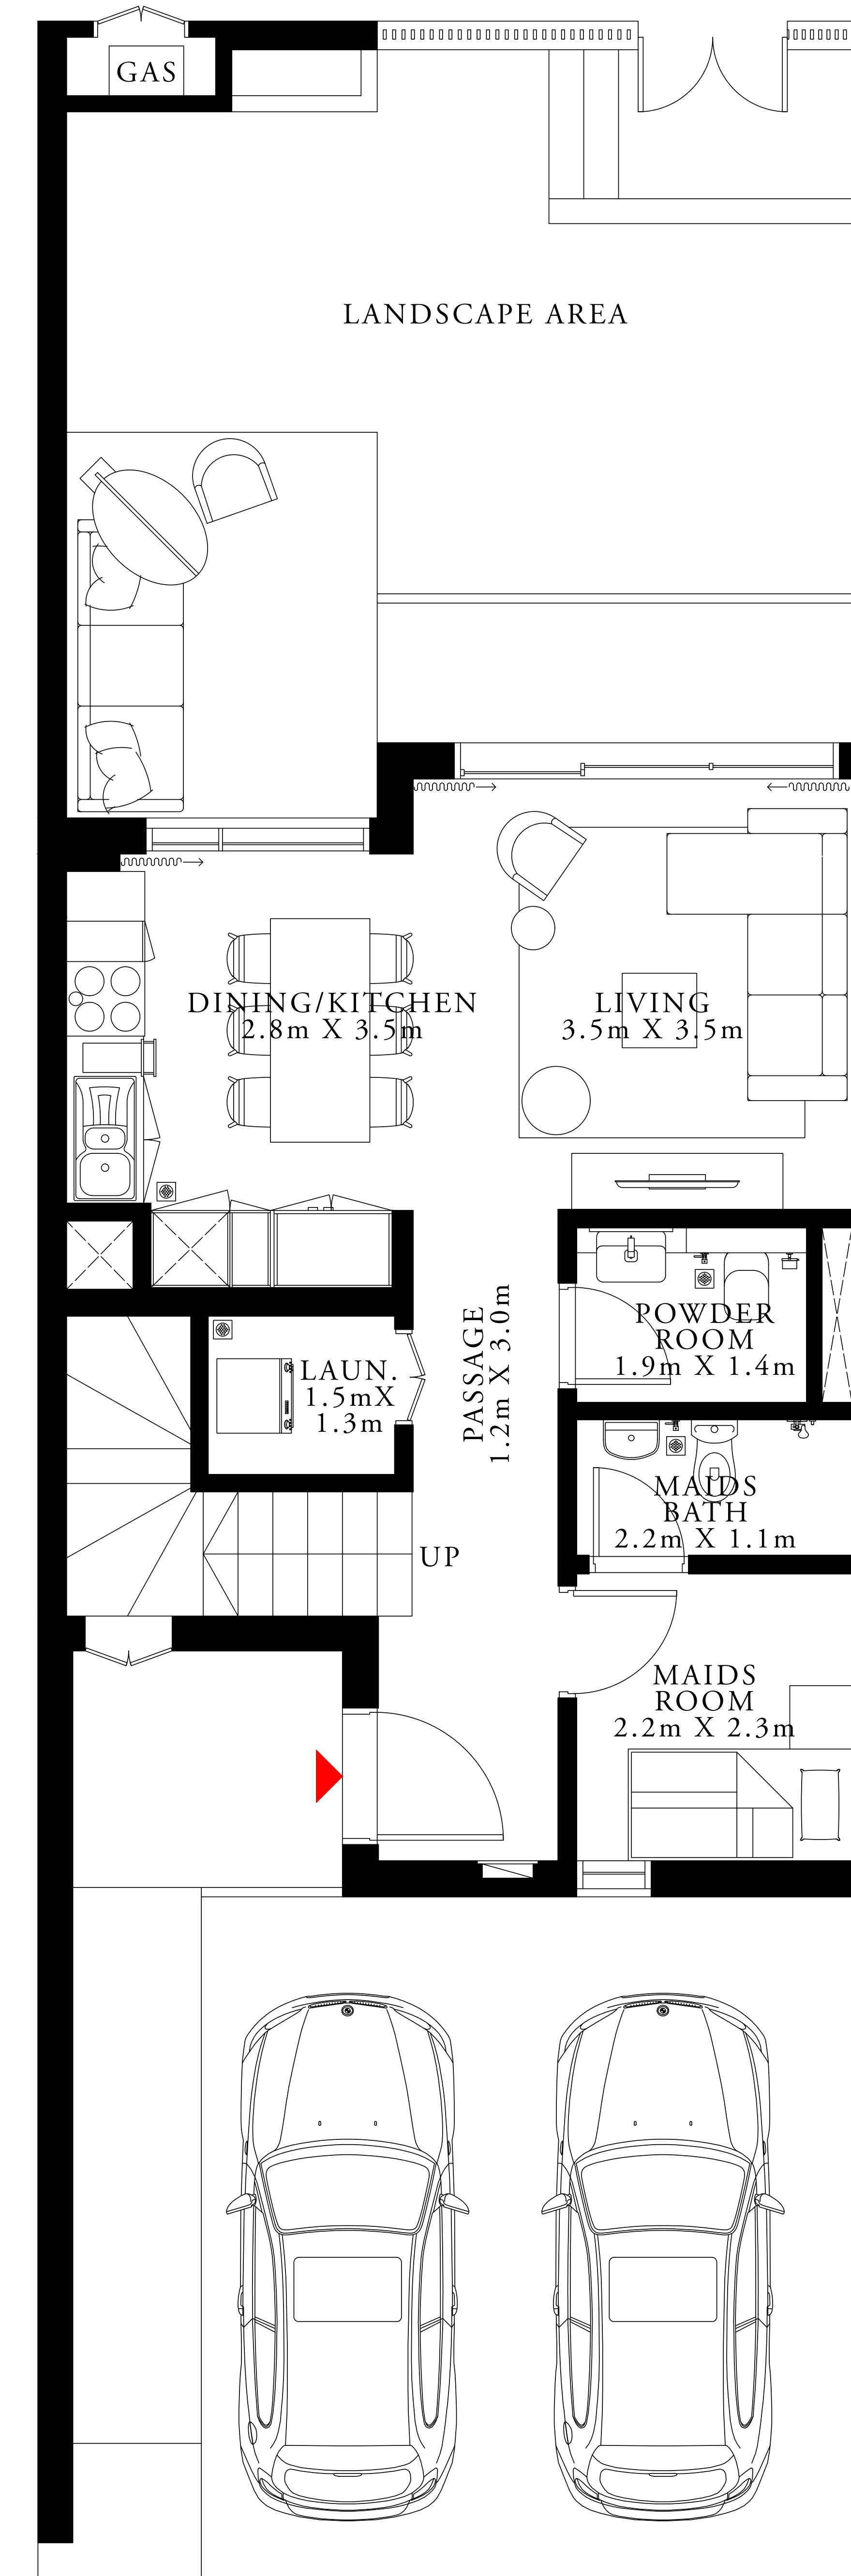 GAS
LANDSCAPE AREA
DINING/KITCHEN
2.8m X 3.5m
LIVING
3.5m X 3.5m
PASSAGE
1.2m X 3.0m
POWDER
ROOM
1.9m X 1.4m
LAUN.
1.5mX
1.3m
MAIDS
BATH
2.2m X 1.1m
UP
MAIDS
ROOM
2.2m X 2.3m